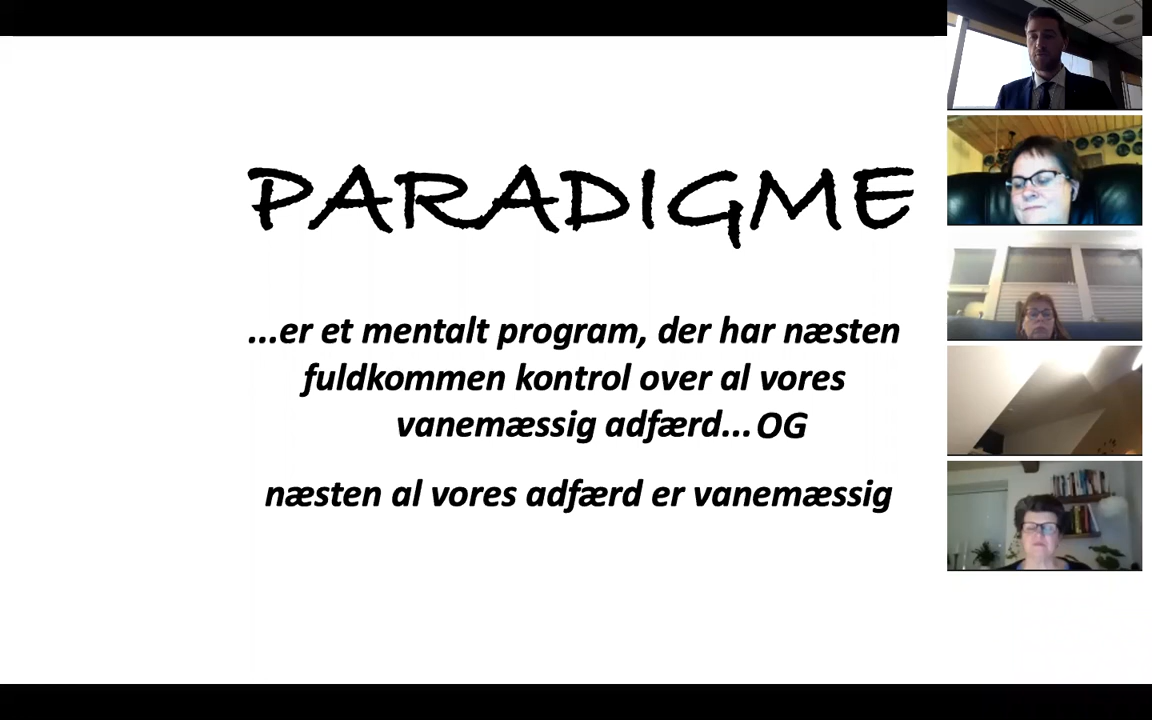 PARADIGME
...er et mentalt program, der har næsten
fuldkommen kontrol over al vores
vanemæssig adfærd... OG
næsten al vores adfærd er vanemæssig